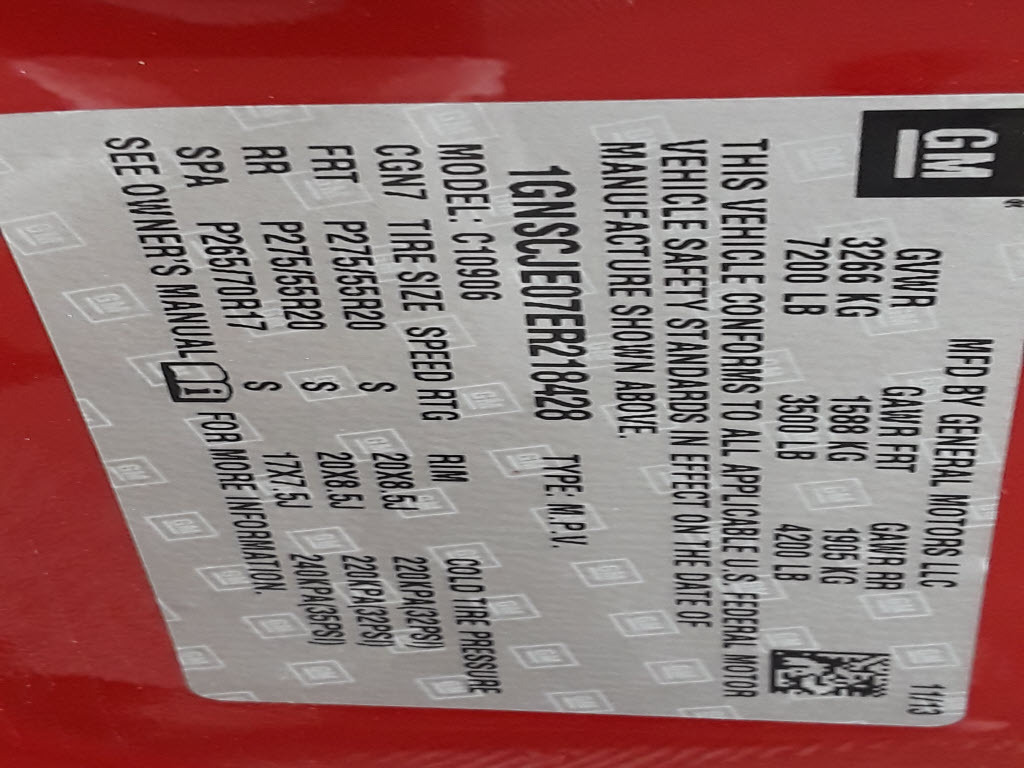 GM
MFD BY GENERAL MOTORS LLC 11/13
GVWR GAWR FRT GAWR RR
3266 KG 1588 KG 1905 KG
7200 LB 3500 LB 4200 LB
THIS VEHICLE CONFORMS TO ALL APPLICABLE U.S. FEDERAL MOTOR
VEHICLE SAFETY STANDARDS IN EFFECT ON THE DATE OF
MANUFACTURE SHOWN ABOVE.
1GNSCJE07ER218428 TYPE: M.P.V.
MODEL: C10906
CGN7 TIRE SIZE SPEED RTG RIM COLD TIRE PRESSURE
FRT P275/55R20 S 20X8.5J 220KPA(32PSI)
RR P275/55R20 S 20X8.5J 220KPA(32PSI)
SPA P265/70R17 S 17X7.5J 240KPA(35PSI)
SEE OWNER'S MANUAL i FOR MORE INFORMATION.